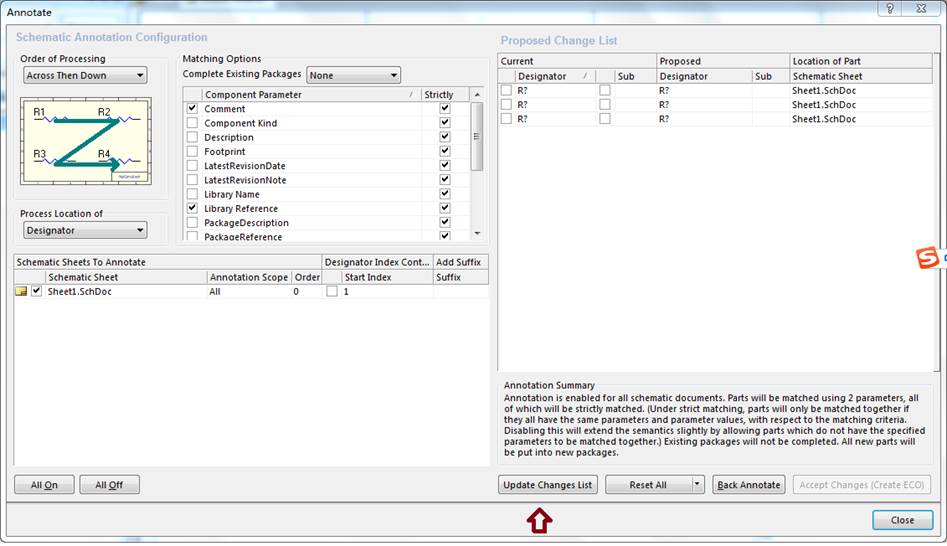 Annotate
Schematic Annotation Configuration
Order of Processing
Across Then Down
R1 R2
R3 R4
Process Location of
Designator
Matching Options
Complete Existing Packages None
Component Parameter Strictly
Comment
Component Kind
Description
Footprint
LatestRevisionDate
LatestRevisionNote
Library Name
Library Reference
PackageDescription
PackageReference
Schematic Sheets To Annotate Designator Index Cont... Add Suffix
Schematic Sheet Annotation Scope Order Start Index Suffix
Sheet1.SchDoc All 0 1
All On All Off
Proposed Change List
Current Proposed Location of Part
Designator Sub Designator Sub Schematic Sheet
R? R? Sheet1.SchDoc
R? R? Sheet1.SchDoc
R? R? Sheet1.SchDoc
Annotation Summary
Annotation is enabled for all schematic documents. Parts will be matched using 2 parameters, all
of which will be strictly matched. (Under strict matching, parts will only be matched together if
they all have the same parameters and parameter values, with respect to the matching criteria.
Disabling this will extend the semantics slightly by allowing parts which do not have the specified
parameters to be matched together.) Existing packages will not be completed. All new parts will
be put into new packages.
Update Changes List Reset All Back Annotate Accept Changes (Create ECO)
Close